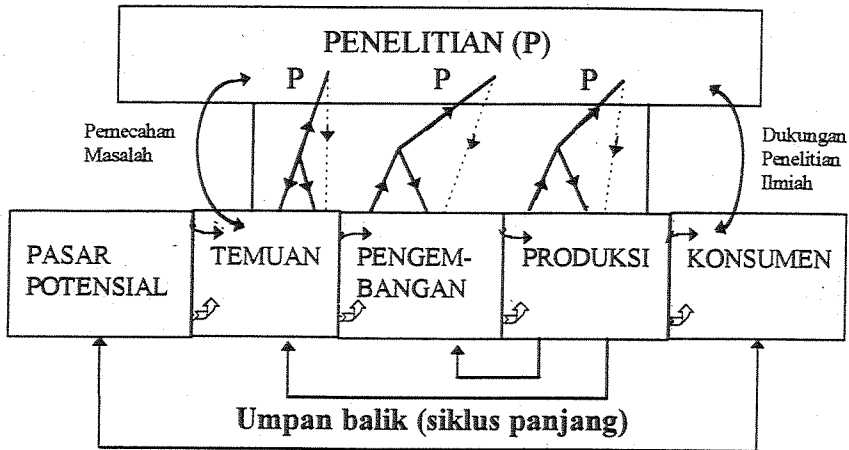 PENELITIAN (P)
P P P
Pemecahan
Masalah
Dukungan
Penelitian
Ilmiah
PASAR
POTENSIAL
TEMUAN
PENGEM-
BANGAN
PRODUKSI
KONSUMEN
Umpan balik (siklus panjang)